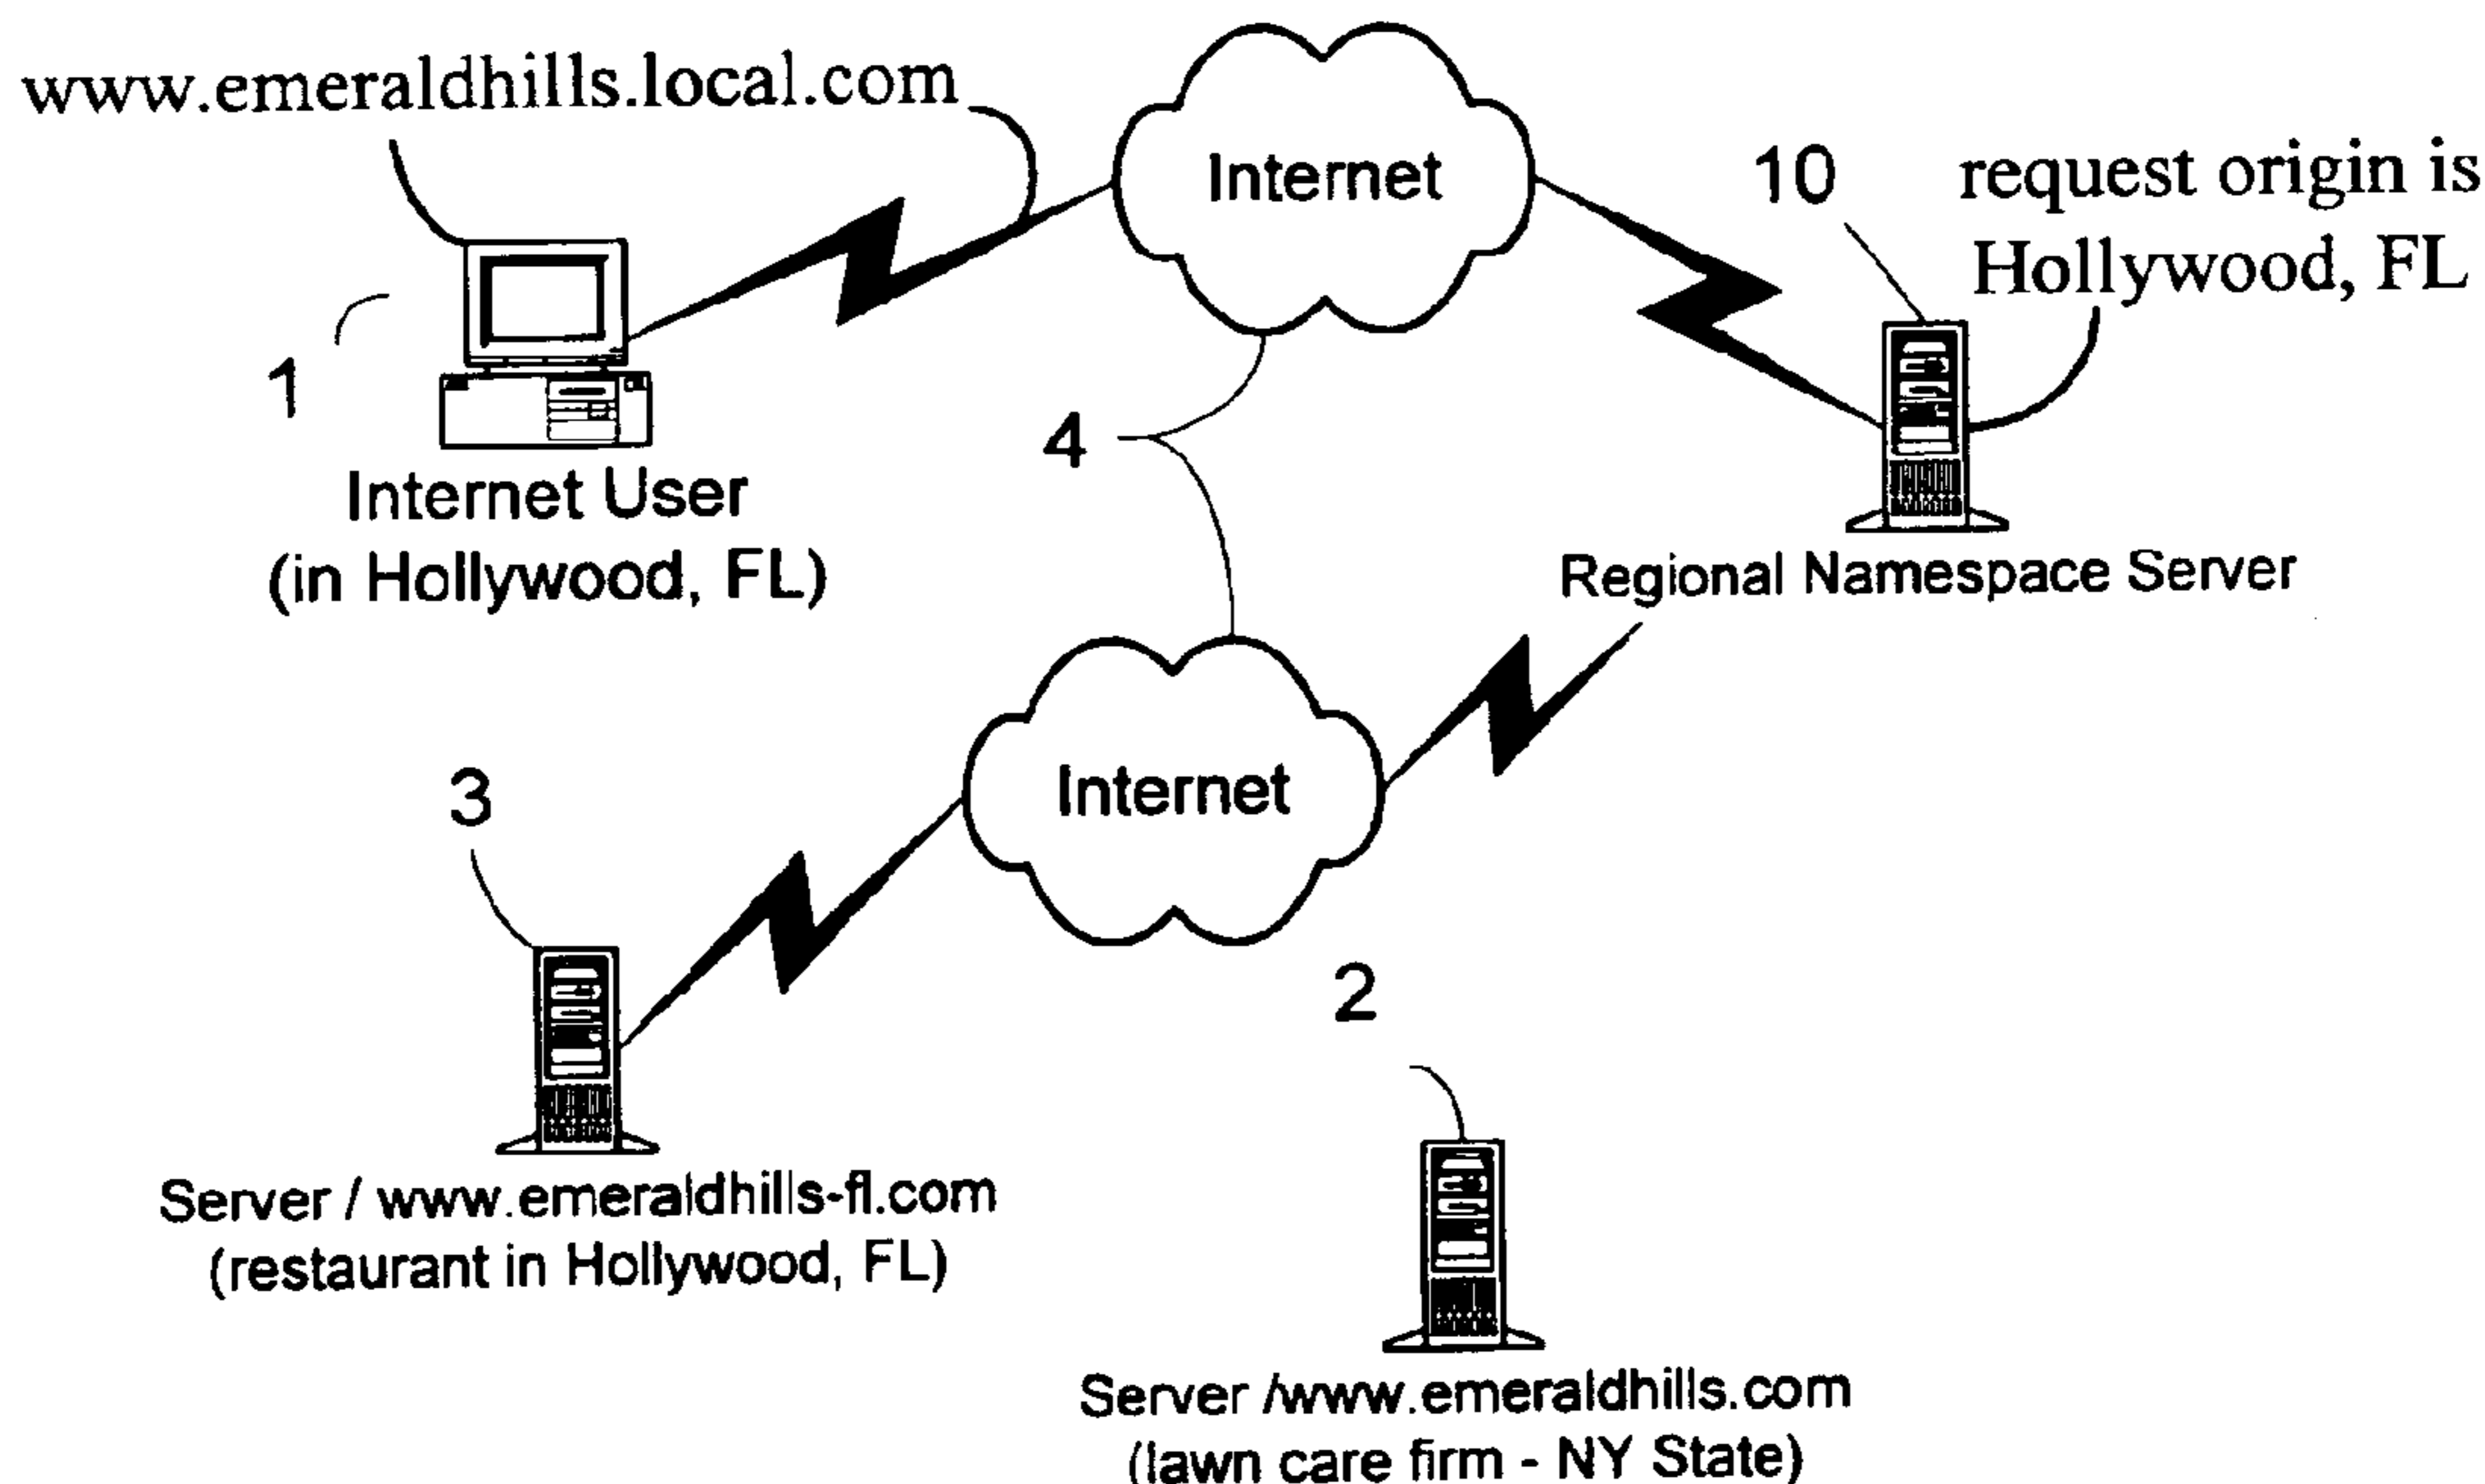 www.emeraldhills.local.com
Internet
10
request origin is
Hollywood, FL
1
Internet User
(in Hollywood, FL)
4
Regional Namespace Server
Internet
3
2
Server / www.emeraldhills-fl.com
(restaurant in Hollywood, FL)
Server /www.emeraldhills.com
(lawn care firm - NY State)